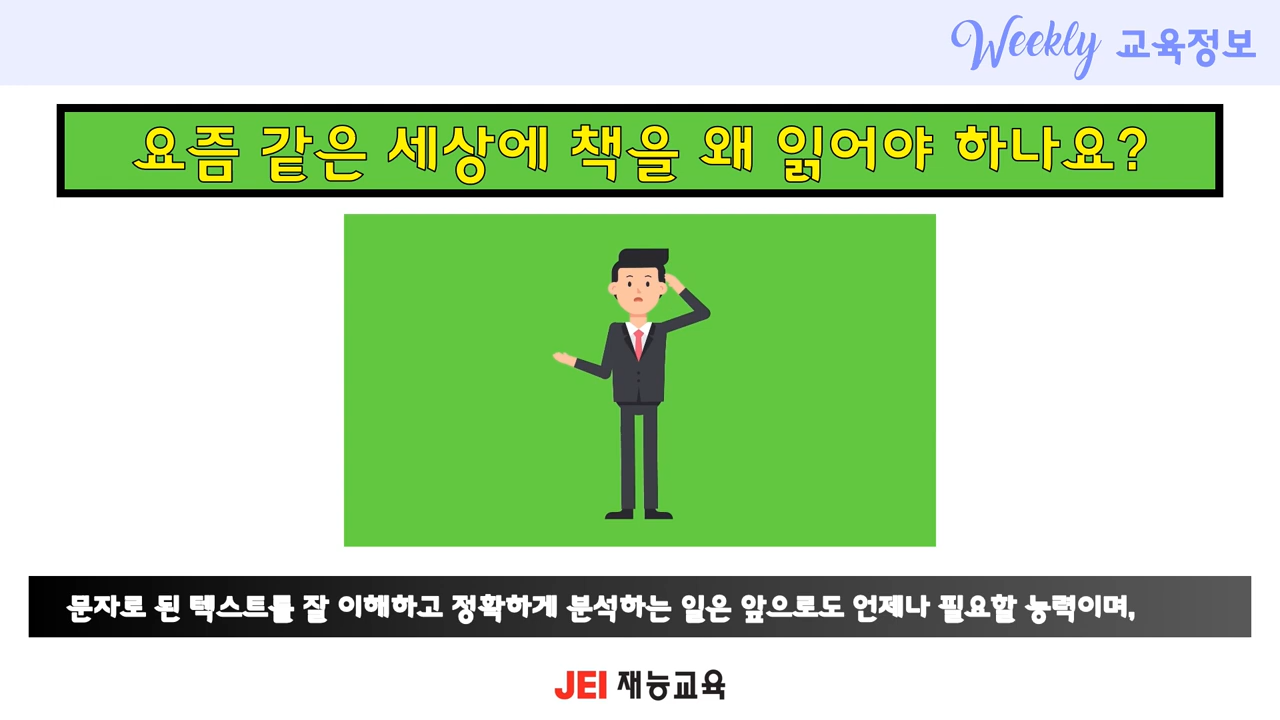 Weekly 교육정보
요즘 같은 세상에 책을 왜 읽어야 하나요?
문자로 된 텍스트를 잘 이해하고 정확하게 분석하는 일은 앞으로도 언제나 필요할 능력이며,
JEI 재능교육